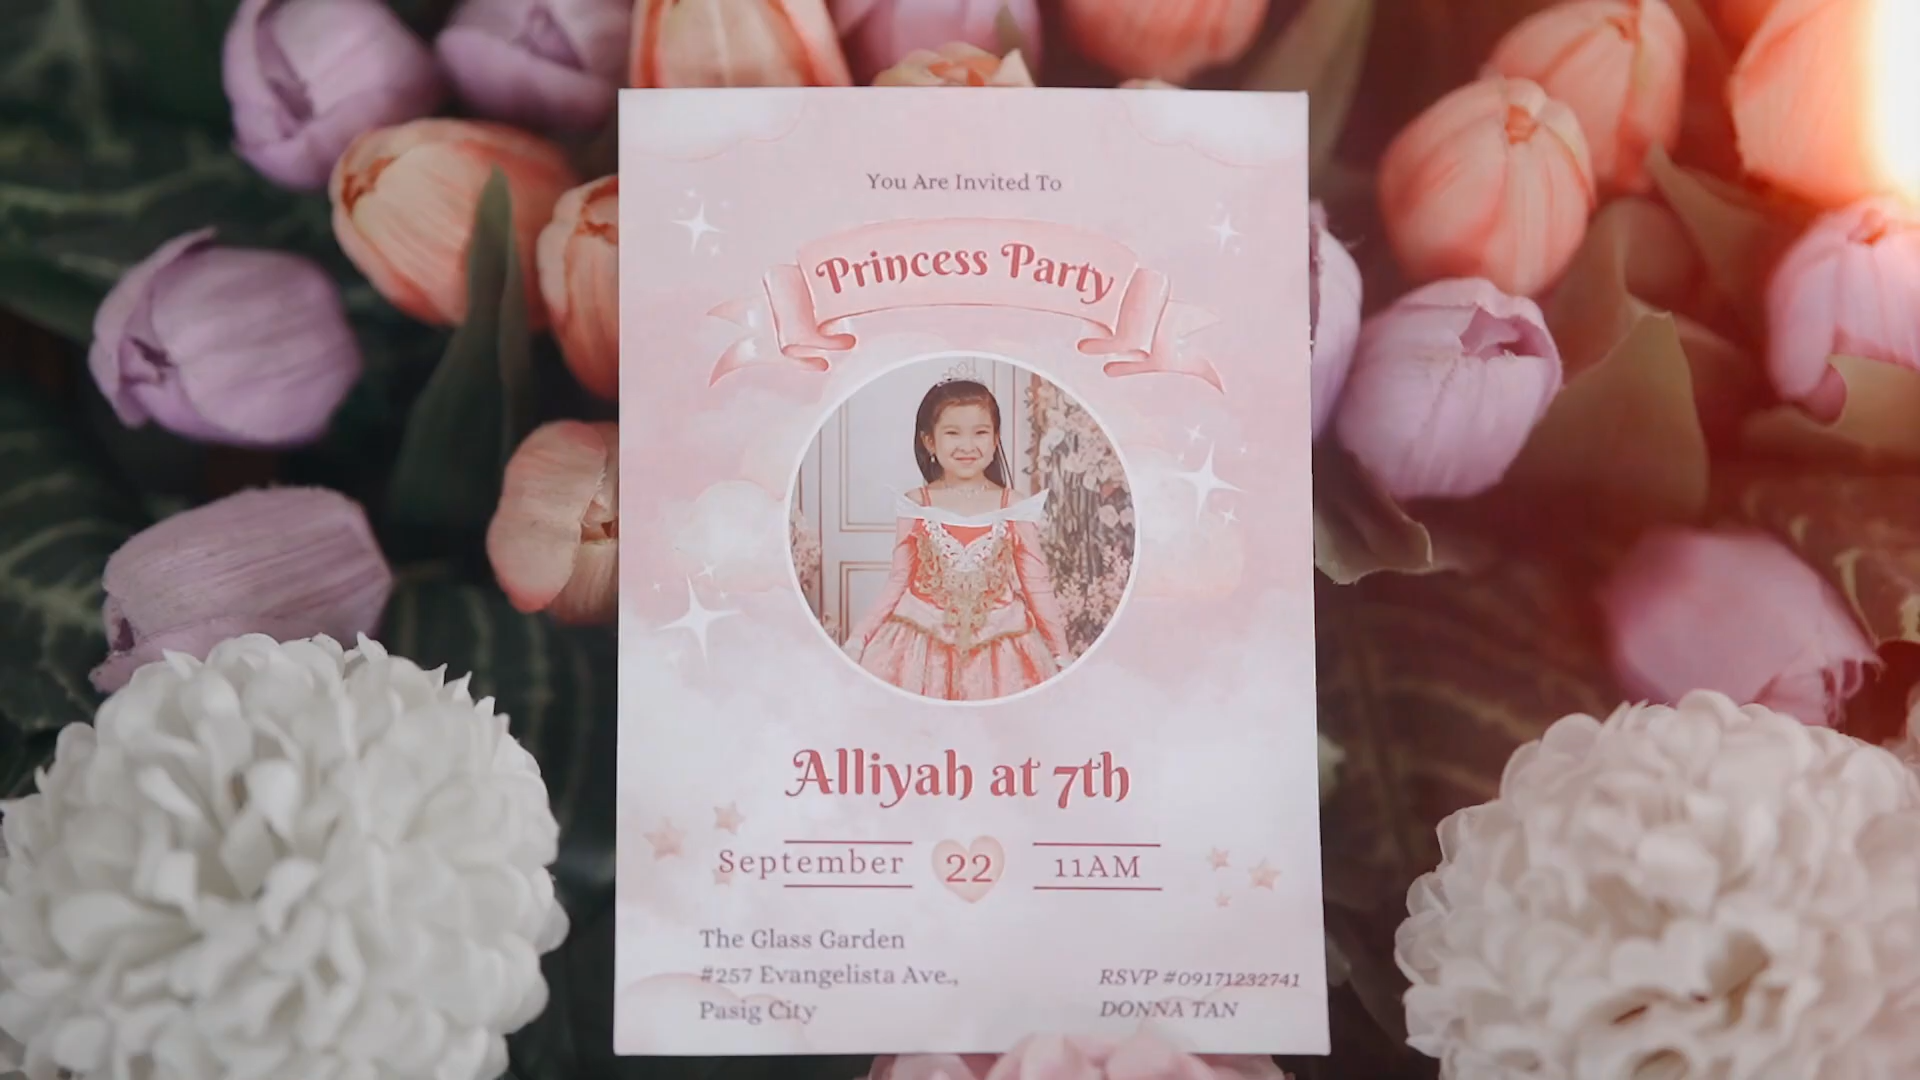 You Are Invited To
Princess Party
Alliyah at 7th
September 22 11AM
The Glass Garden
#257 Evangelista Ave.,
Pasig City
RSVP #09171232741
DONNA TAN